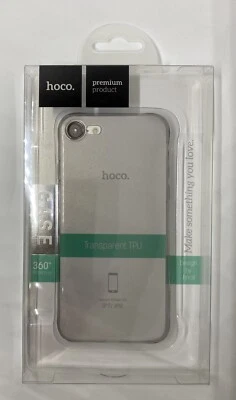 hoco.
premium
product
hoco.
Transparent TPU
CASE
360°
Make something you love.